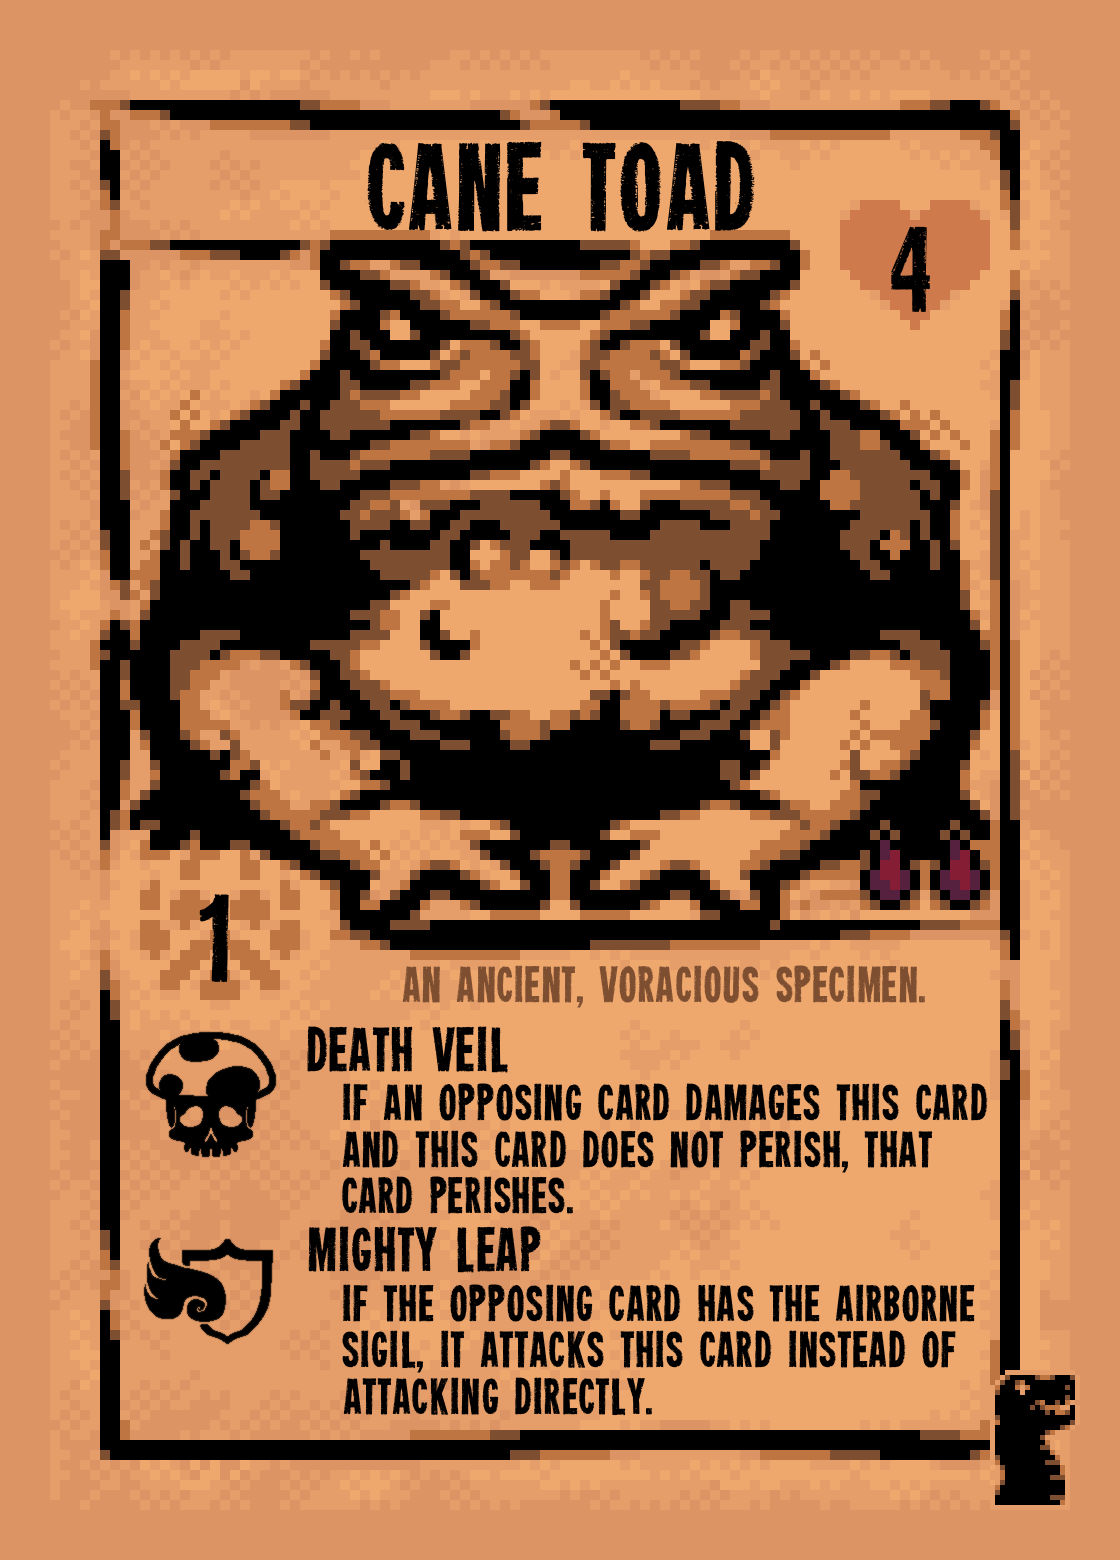 CANE TOAD
4
1
AN ANCIENT, VORACIOUS SPECIMEN.
DEATH VEIL
IF AN OPPOSING CARD DAMAGES THIS CARD
AND THIS CARD DOES NOT PERISH, THAT
CARD PERISHES.
MIGHTY LEAP
IF THE OPPOSING CARD HAS THE AIRBORNE
SIGIL, IT ATTACKS THIS CARD INSTEAD OF
ATTACKING DIRECTLY.